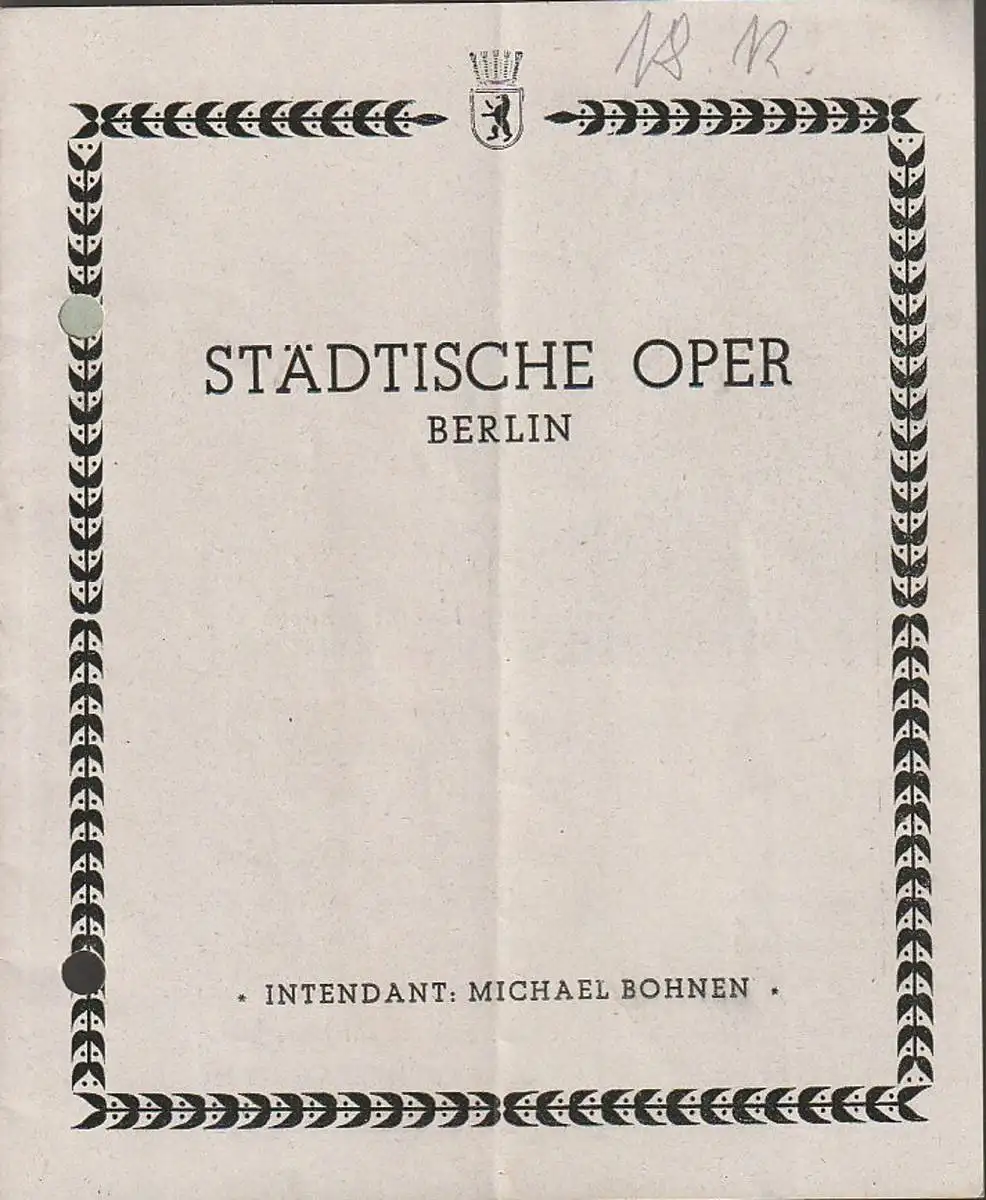 18. 12.
STÄDTISCHE OPER
BERLIN
* INTENDANT: MICHAEL BOHNEN *